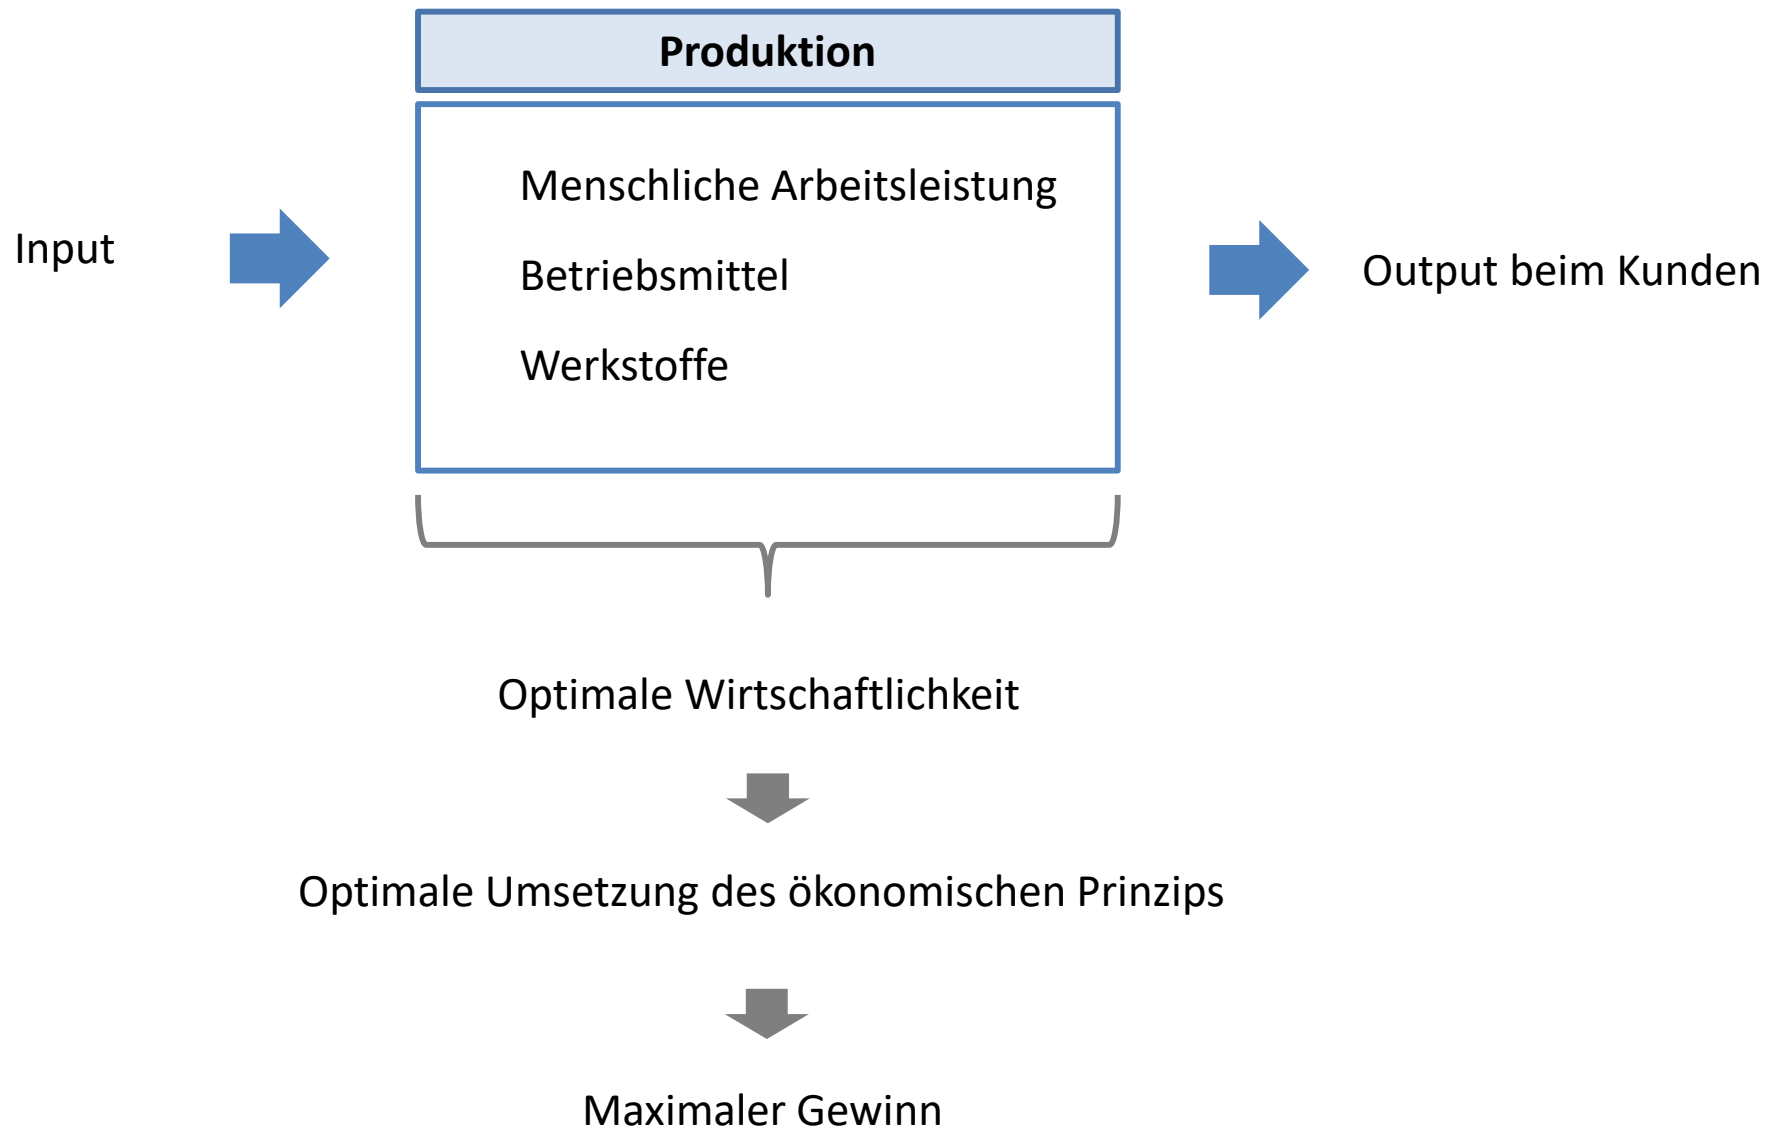 Produktion
Menschliche Arbeitsleistung
Input
Betriebsmittel
Output beim Kunden
Werkstoffe
Optimale Wirtschaftlichkeit
Optimale Umsetzung des ökonomischen Prinzips
Maximaler Gewinn